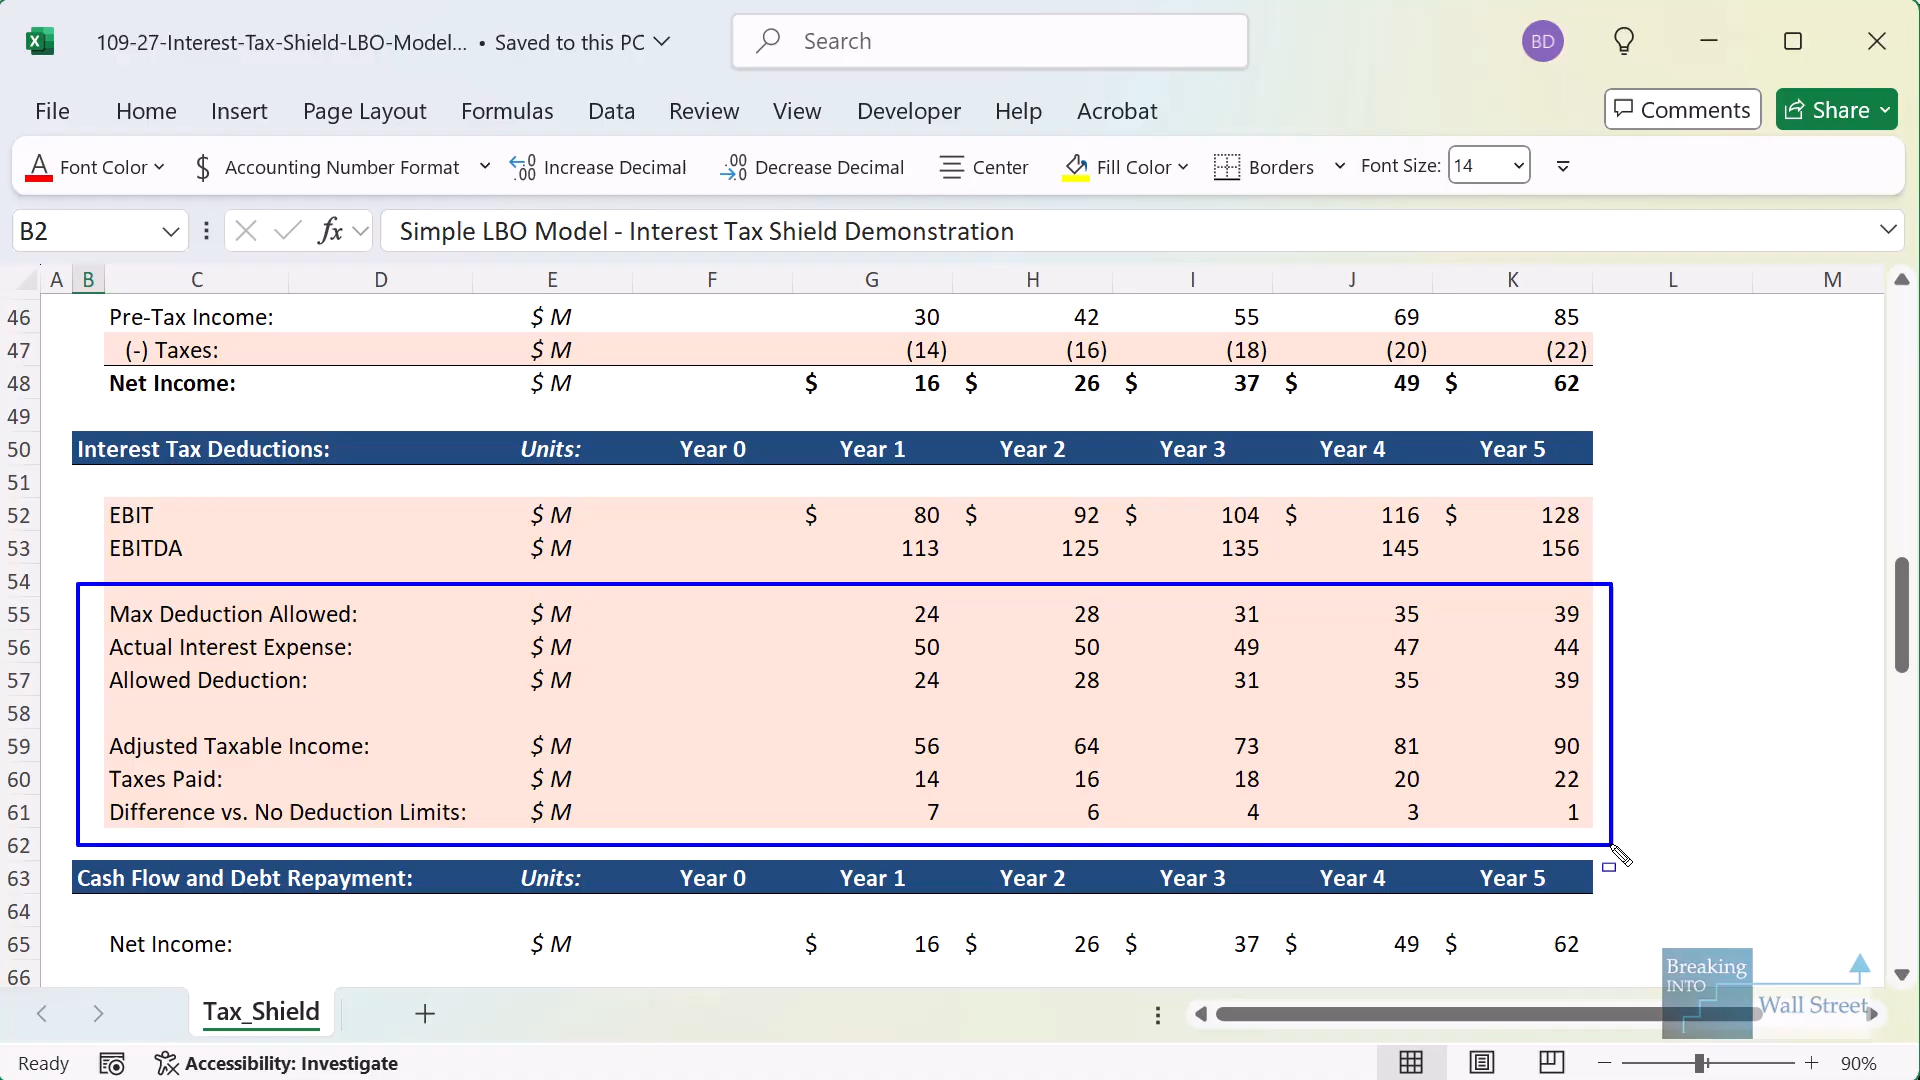 109-27-Interest-Tax-Shield-LBO-Model... • Saved to this PC
Search
BD
File Home Insert Page Layout Formulas Data Review View Developer Help Acrobat
Comments
Share
A Font Color $ Accounting Number Format Increase Decimal Decrease Decimal Center Fill Color Borders Font Size: 14
B2 fx Simple LBO Model - Interest Tax Shield Demonstration
A B C D E F G H I J K L M
46 Pre-Tax Income: $ M 30 42 55 69 85
47 (-) Taxes: $ M (14) (16) (18) (20) (22)
48 Net Income: $ M $ 16 $ 26 $ 37 $ 49 $ 62
49
50 Interest Tax Deductions: Units: Year 0 Year 1 Year 2 Year 3 Year 4 Year 5
51
52 EBIT $ M $ 80 $ 92 $ 104 $ 116 $ 128
53 EBITDA $ M 113 125 135 145 156
54
55 Max Deduction Allowed: $ M 24 28 31 35 39
56 Actual Interest Expense: $ M 50 50 49 47 44
57 Allowed Deduction: $ M 24 28 31 35 39
58
59 Adjusted Taxable Income: $ M 56 64 73 81 90
60 Taxes Paid: $ M 14 16 18 20 22
61 Difference vs. No Deduction Limits: $ M 7 6 4 3 1
62
63 Cash Flow and Debt Repayment: Units: Year 0 Year 1 Year 2 Year 3 Year 4 Year 5
64
65 Net Income: $ M $ 16 $ 26 $ 37 $ 49 $ 62
66
Breaking
INTO
Wall Street
Tax_Shield
Ready Accessibility: Investigate 90%